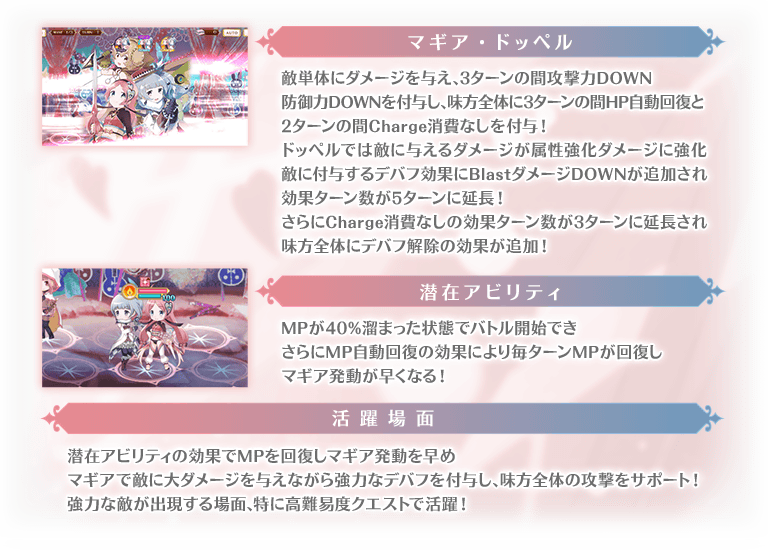 マギア・ドッペル
敵単体にダメージを与え、3ターンの間攻撃力DOWN
防御力DOWNを付与し、味方全体に3ターンの間HP自動回復と
2ターンの間Charge消費なしを付与！
ドッペルでは敵に与えるダメージが属性強化ダメージに強化
敵に付与するデバフ効果にBlastダメージDOWNが追加され
効果ターン数が5ターンに延長！
さらにCharge消費なしの効果ターン数が3ターンに延長され
味方全体にデバフ解除の効果が追加！
潜在アビリティ
MPが40%溜まった状態でバトル開始でき
さらにMP自動回復の効果により毎ターンMPが回復し
マギア発動が早くなる！
活躍場面
潜在アビリティの効果でMPを回復しマギア発動を早め
マギアで敵に大ダメージを与えながら強力なデバフを付与し、味方全体の攻撃をサポート！
強力な敵が出現する場面、特に高難易度クエストで活躍！